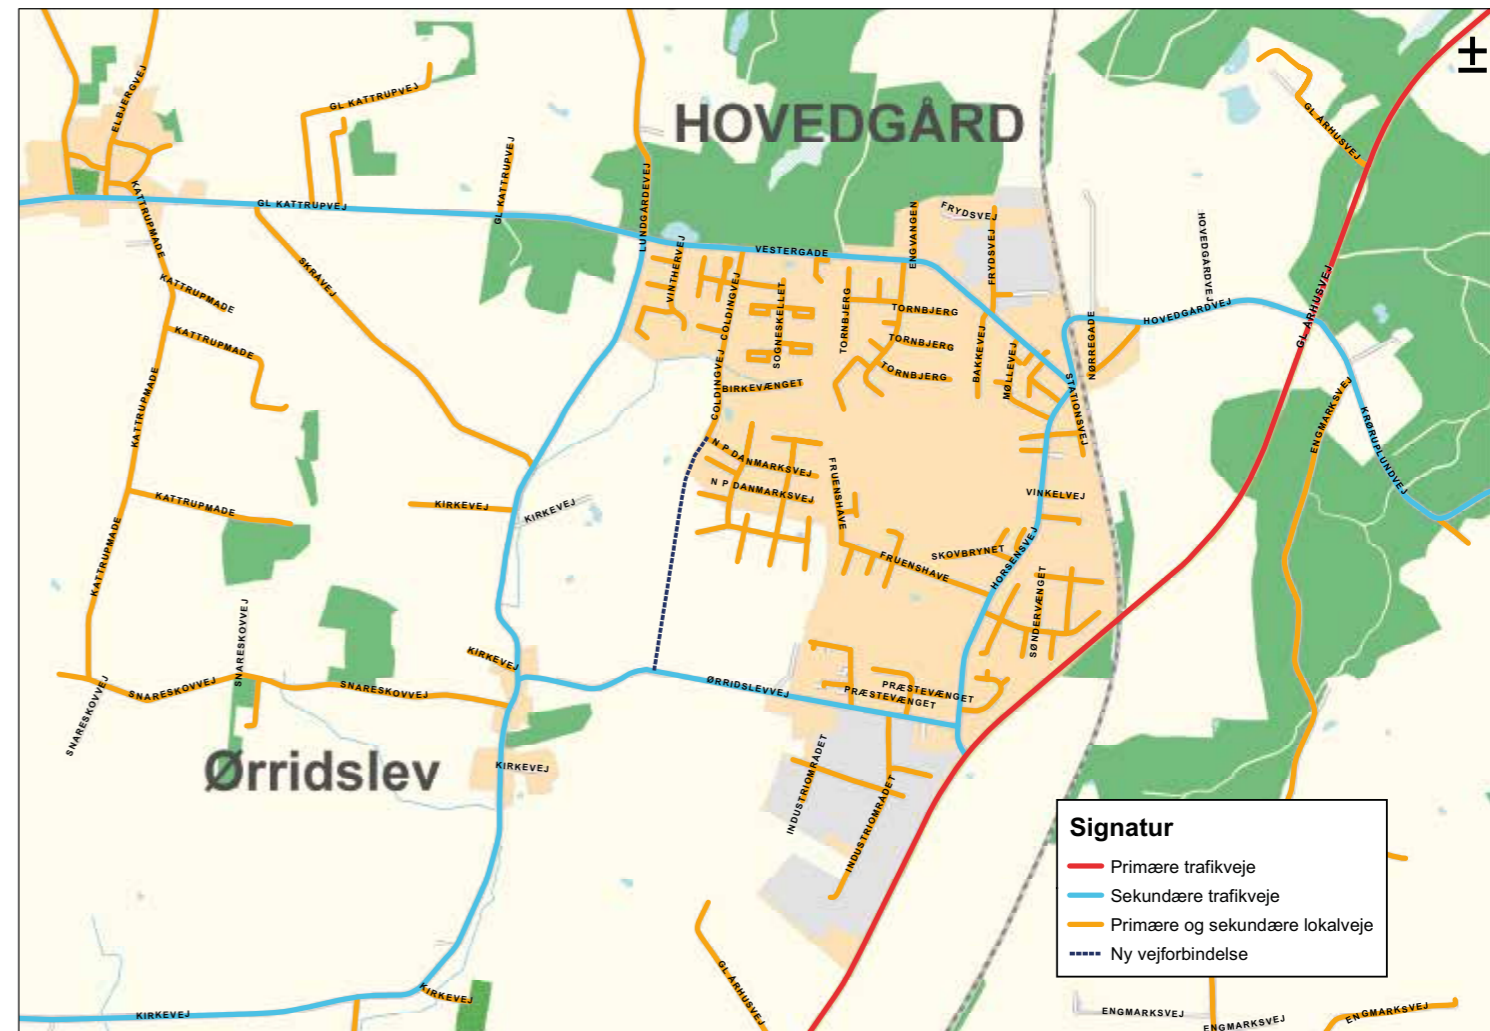 HOVEDGÅRD
ELBJERGVEJ
GL KATTRUPVEJ
GL KATTRUPVEJ
GL KATTRUPVEJ
LUNDGÅRDEVEJ
KATTRUPMADE
KATTRUPMADE
KATTRUPMADE
KATTRUPMADE
KATTRUPMADE
KATTRUPMADE
SKRÅVEJ
VINTHERVEJ
VESTERGADE
ENGVANGEN
FRYDSVEJ
FRYDSVEJ
HOVEDGÅRDVEJ
HOVEDGÅRDVEJ
GL ÅRHUSVEJ
GL ÅRHUSVEJ
COLDINGVEJ
COLDINGVEJ
SOGNESKELLET
TORNBJERG
TORNBJERG
TORNBJERG
TORNBJERG
BAKKEVEJ
MØLLEVEJ
NØRREGADE
STATIONSVEJ
BIRKEVÆNGET
N P DANMARKSVEJ
N P DANMARKSVEJ
FRUENSHAVE
FRUENSHAVE
VINKELVEJ
SKOVBRYNET
HORSENSVEJ
SØNDERVÆNGET
ENGMARKSVEJ
KRØRUPLUNDVEJ
KIRKEVEJ
KIRKEVEJ
KIRKEVEJ
SNARESKOVVEJ
SNARESKOVVEJ
SNARESKOVVEJ
SNARESKOVVEJ
ØRRIDSLEVVEJ
PRÆSTEVÆNGET
PRÆSTEVÆNGET
Ørridslev
KIRKEVEJ
INDUSTRIOMRÅDET
INDUSTRIOMRÅDET
GL ÅRHUSVEJ
KIRKEVEJ
KIRKEVEJ
Signatur
Primære trafikveje
Sekundære trafikveje
Primære og sekundære lokalveje
Ny vejforbindelse
ENGMARKSVEJ
ENGMARKSVEJ
ENGMARKSVEJ